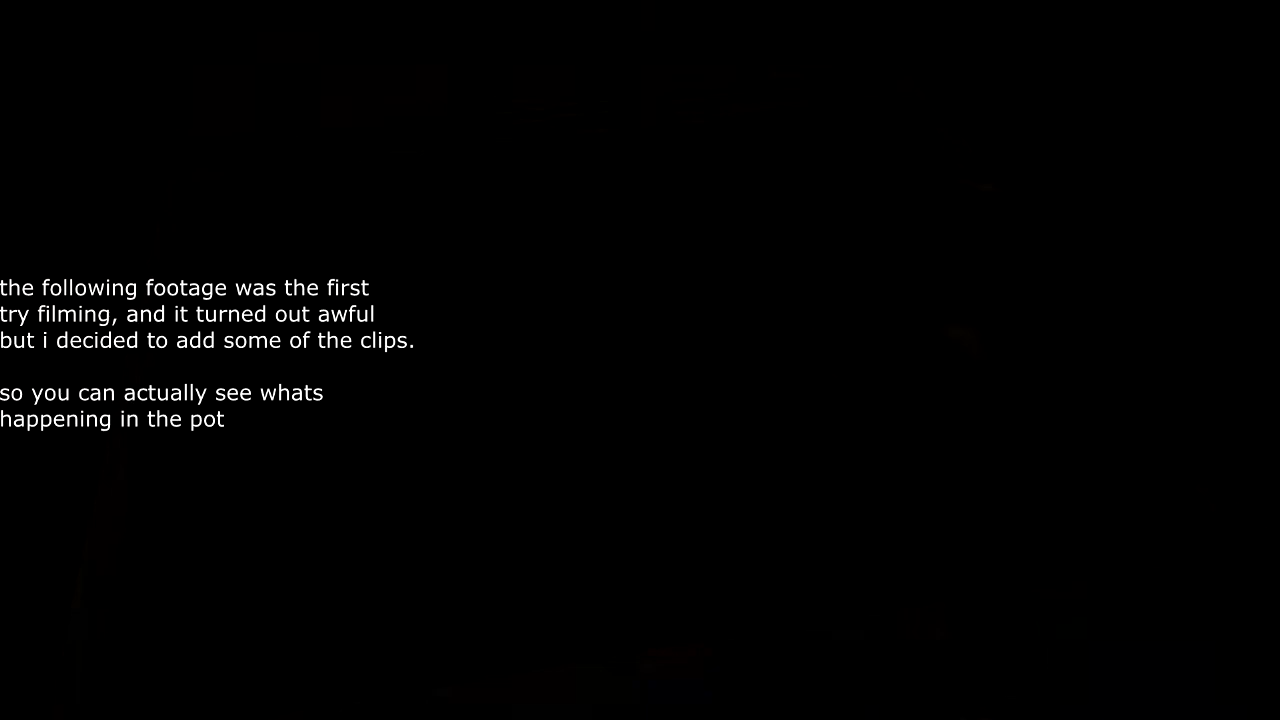 the following footage was the first
try filming, and it turned out awful
but i decided to add some of the clips.
so you can actually see whats
happening in the pot